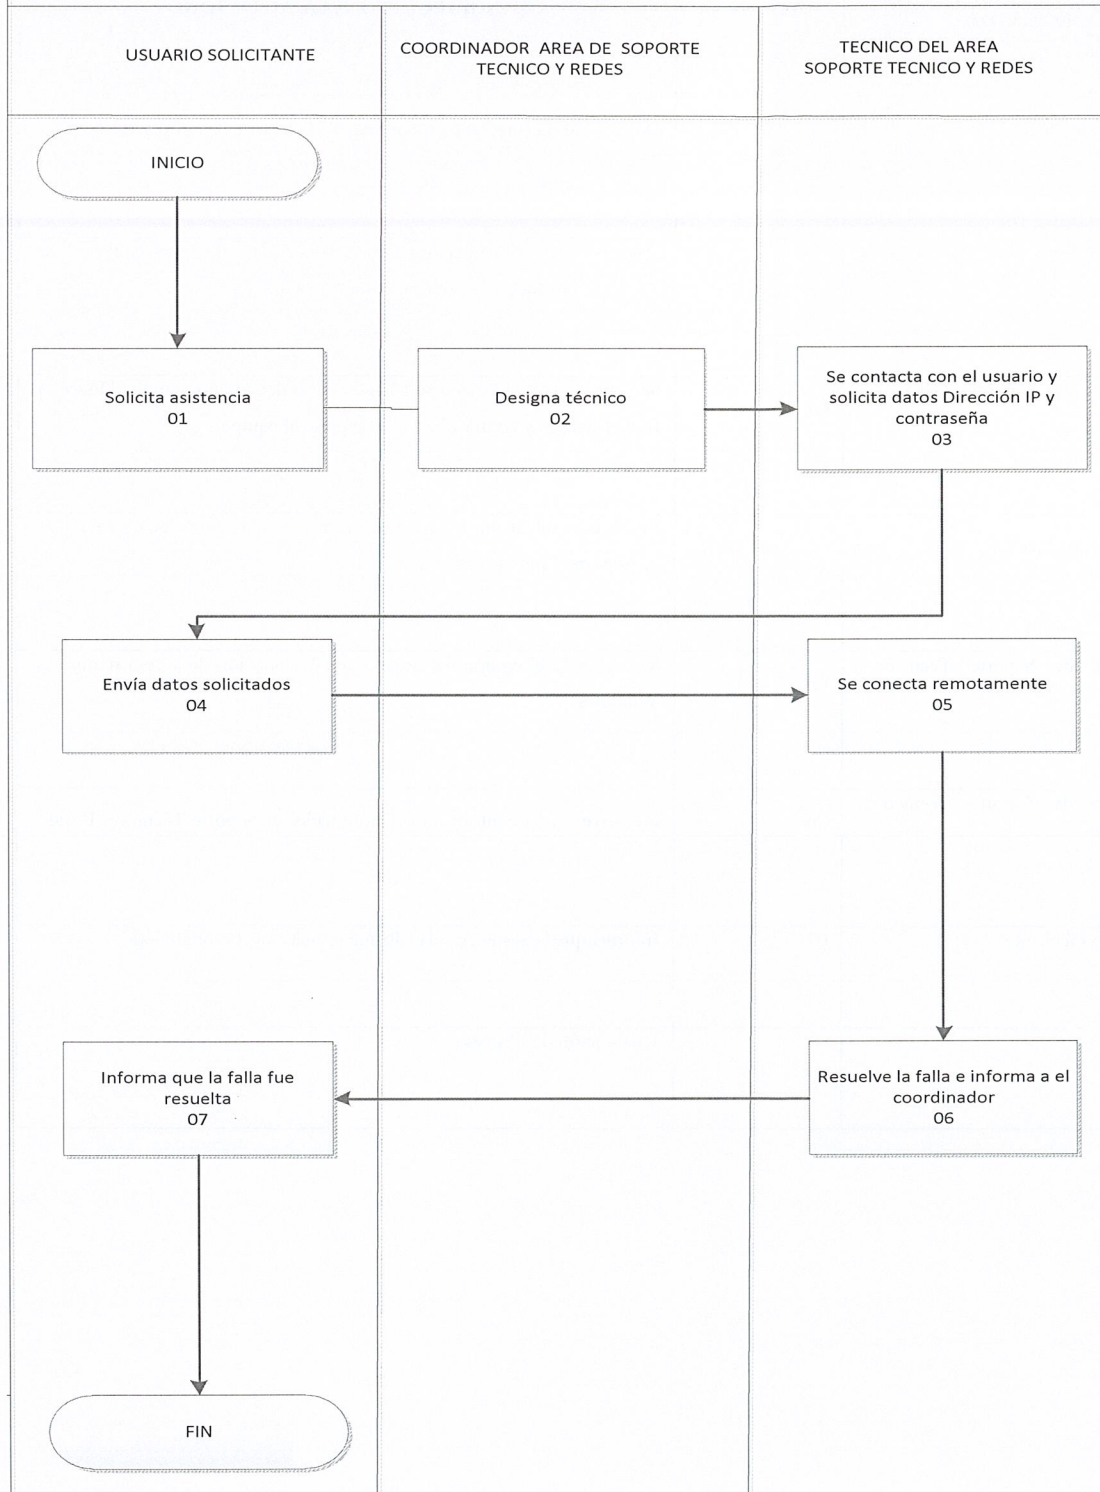 USUARIO SOLICITANTE
COORDINADOR AREA DE SOPORTE
TECNICO Y REDES
TECNICO DEL AREA
SOPORTE TECNICO Y REDES
INICIO
Solicita asistencia
01
Designa técnico
02
Se contacta con el usuario y
solicita datos Dirección IP y
contraseña
03
Envía datos solicitados
04
Se conecta remotamente
05
Informa que la falla fue
resuelta
07
Resuelve la falla e informa a el
coordinador
06
FIN